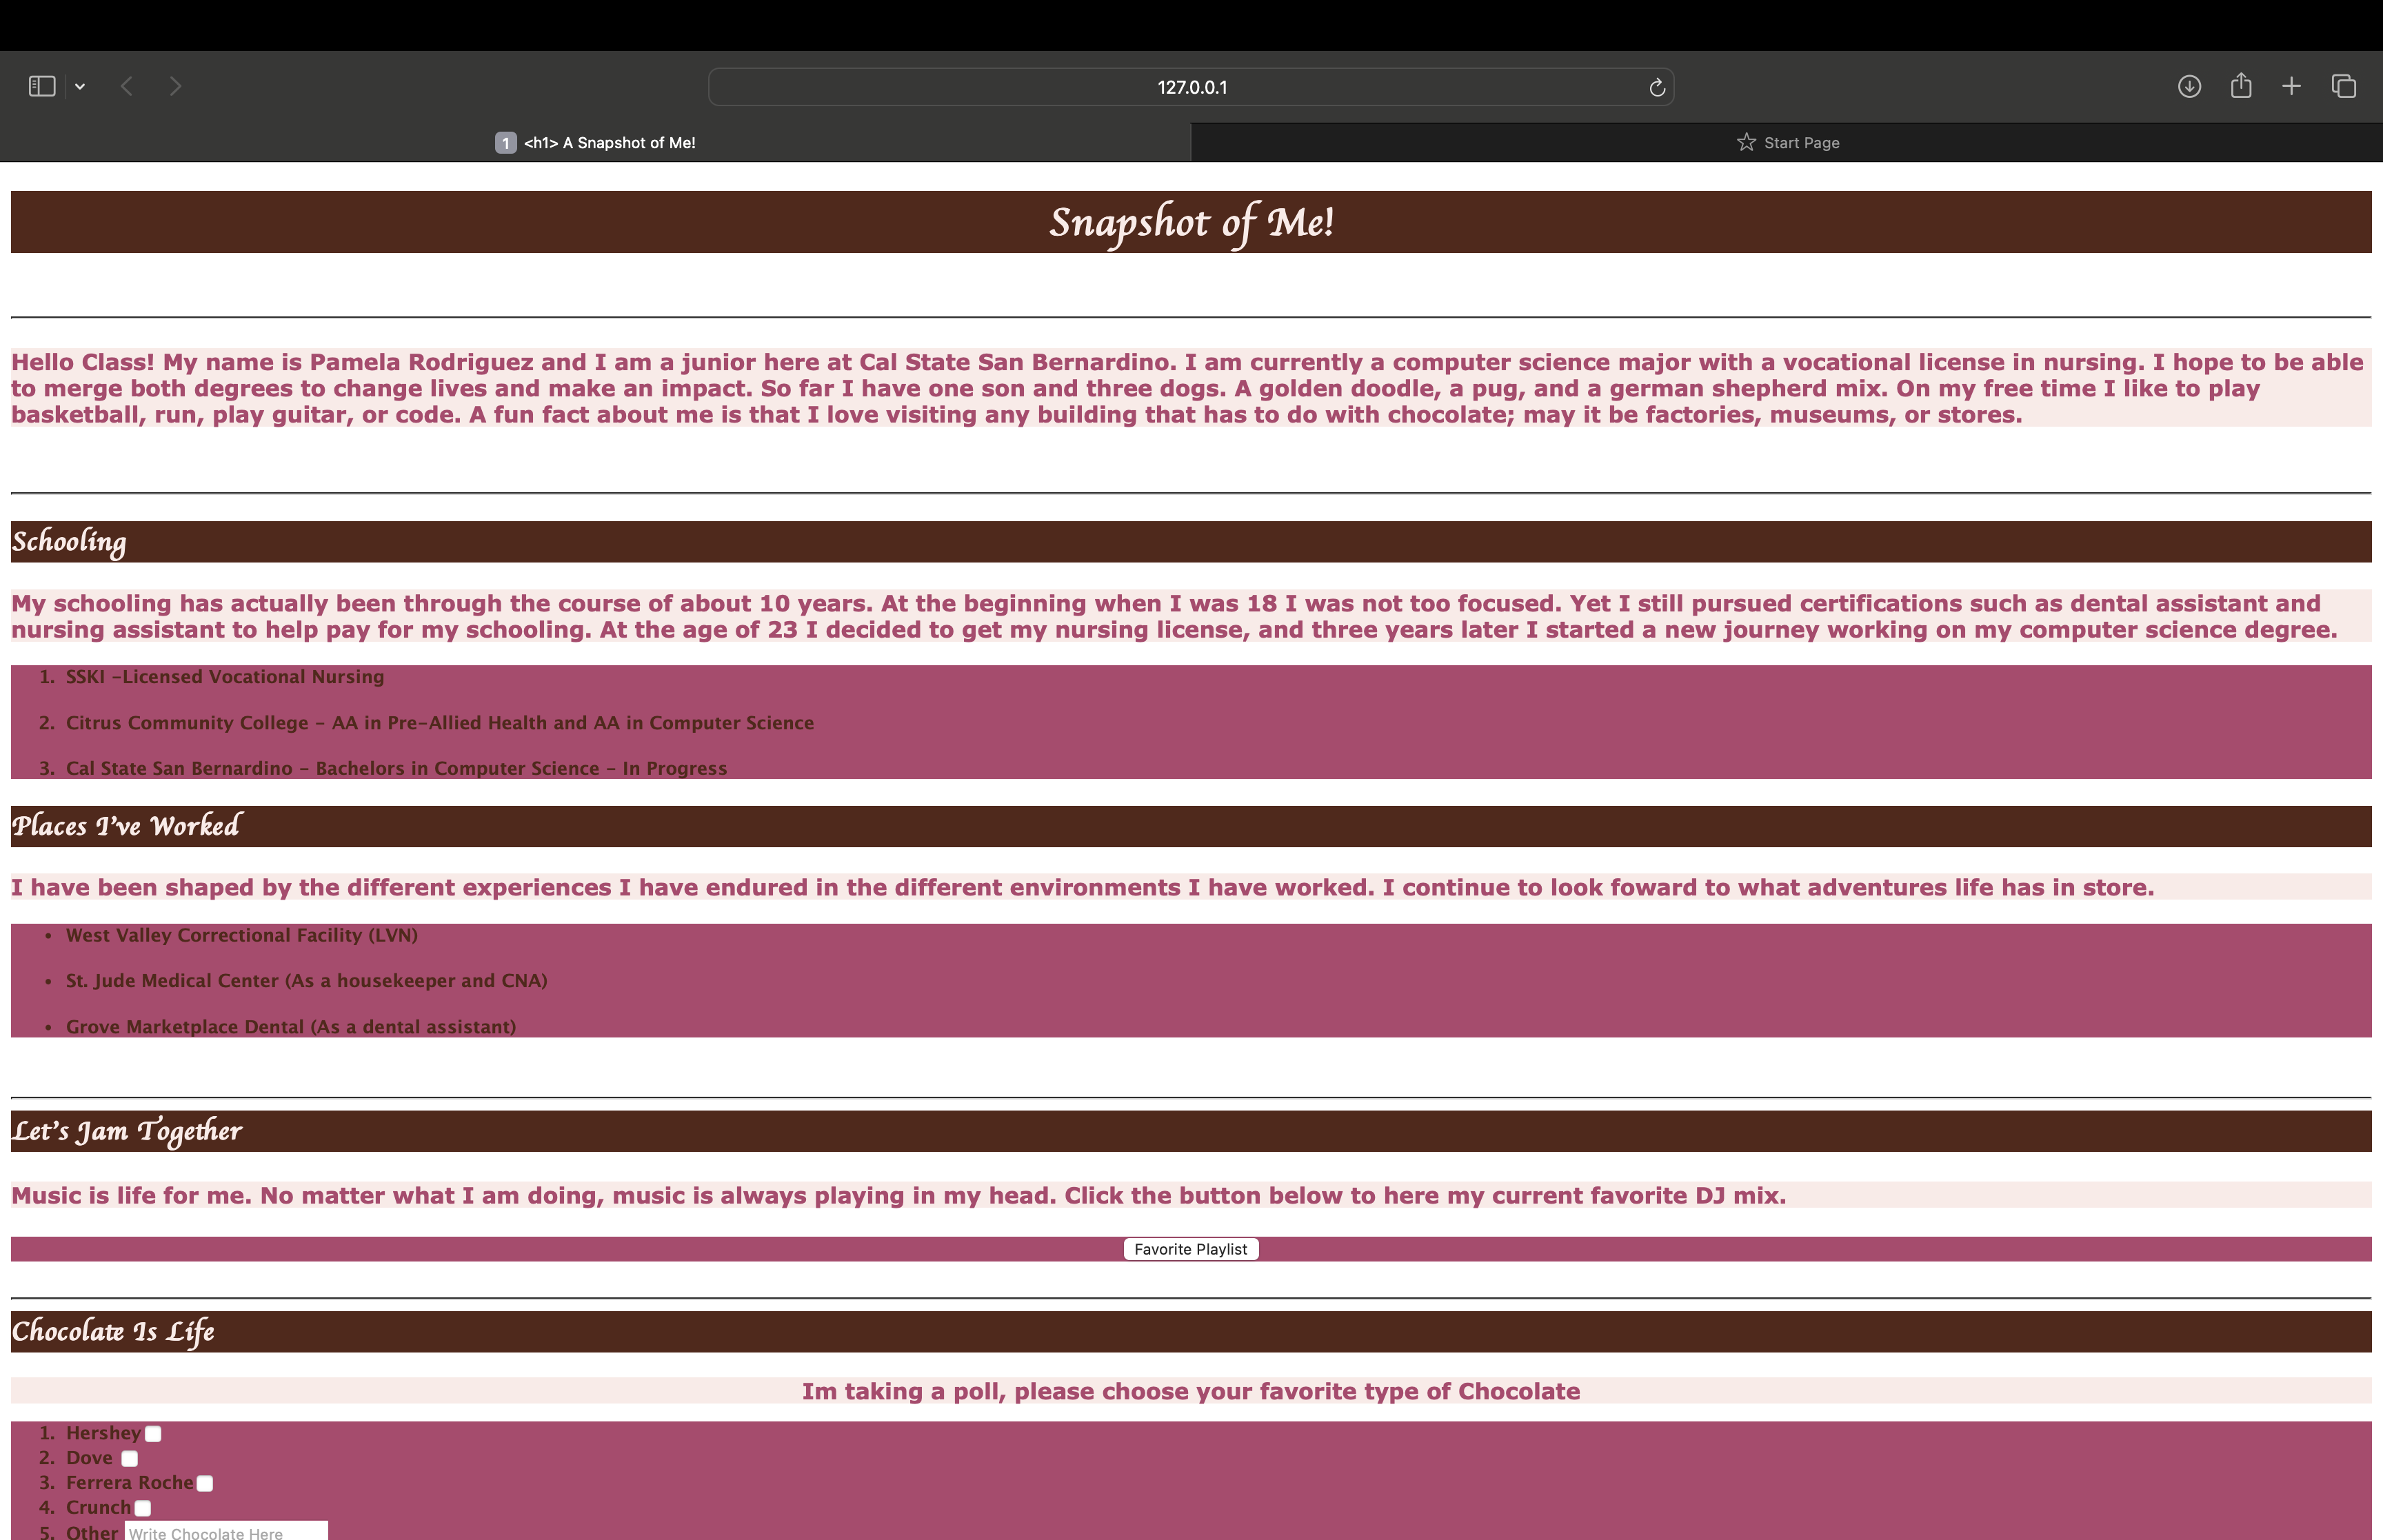 127.0.0.1
1 <h1> A Snapshot of Me!
Start Page
Snapshot of Me!
Hello Class! My name is Pamela Rodriguez and I am a junior here at Cal State San Bernardino. I am currently a computer science major with a vocational license in nursing. I hope to be able
to merge both degrees to change lives and make an impact. So far I have one son and three dogs. A golden doodle, a pug, and a german shepherd mix. On my free time I like to play
basketball, run, play guitar, or code. A fun fact about me is that I love visiting any building that has to do with chocolate; may it be factories, museums, or stores.
Schooling
My schooling has actually been through the course of about 10 years. At the beginning when I was 18 I was not too focused. Yet I still pursued certifications such as dental assistant and
nursing assistant to help pay for my schooling. At the age of 23 I decided to get my nursing license, and three years later I started a new journey working on my computer science degree.
1. SSKI -Licensed Vocational Nursing
2. Citrus Community College - AA in Pre-Allied Health and AA in Computer Science
3. Cal State San Bernardino - Bachelors in Computer Science - In Progress
Places I've Worked
I have been shaped by the different experiences I have endured in the different environments I have worked. I continue to look foward to what adventures life has in store.
• West Valley Correctional Facility (LVN)
• St. Jude Medical Center (As a housekeeper and CNA)
• Grove Marketplace Dental (As a dental assistant)
Let's Jam Together
Music is life for me. No matter what I am doing, music is always playing in my head. Click the button below to here my current favorite DJ mix.
Favorite Playlist
Chocolate Is Life
Im taking a poll, please choose your favorite type of Chocolate
1. Hershey
2. Dove
3. Ferrera Roche
4. Crunch
5. Other Write Chocolate Here